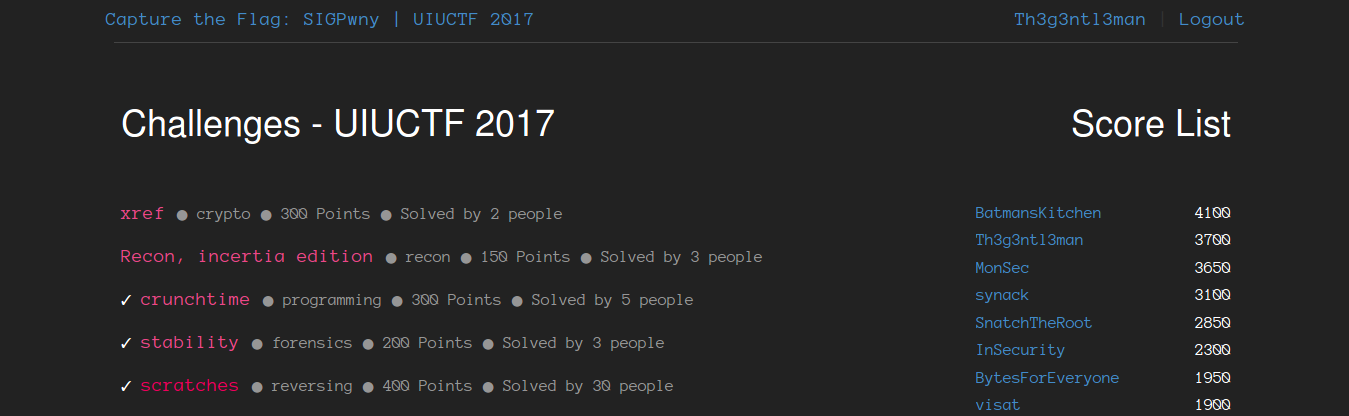 Capture the Flag: SIGPwny | UIUCTF 2017
Th3g3ntl3man | Logout
Challenges - UIUCTF 2017
Score List
xref ● crypto ● 300 Points ● Solved by 2 people
Recon, incertia edition ● recon ● 150 Points ● Solved by 3 people
✓ crunchtime ● programming ● 300 Points ● Solved by 5 people
✓ stability ● forensics ● 200 Points ● Solved by 3 people
✓ scratches ● reversing ● 400 Points ● Solved by 30 people
BatmansKitchen 4100
Th3g3ntl3man 3700
MonSec 3650
synack 3100
SnatchTheRoot 2850
InSecurity 2300
BytesForEveryone 1950
visat 1900